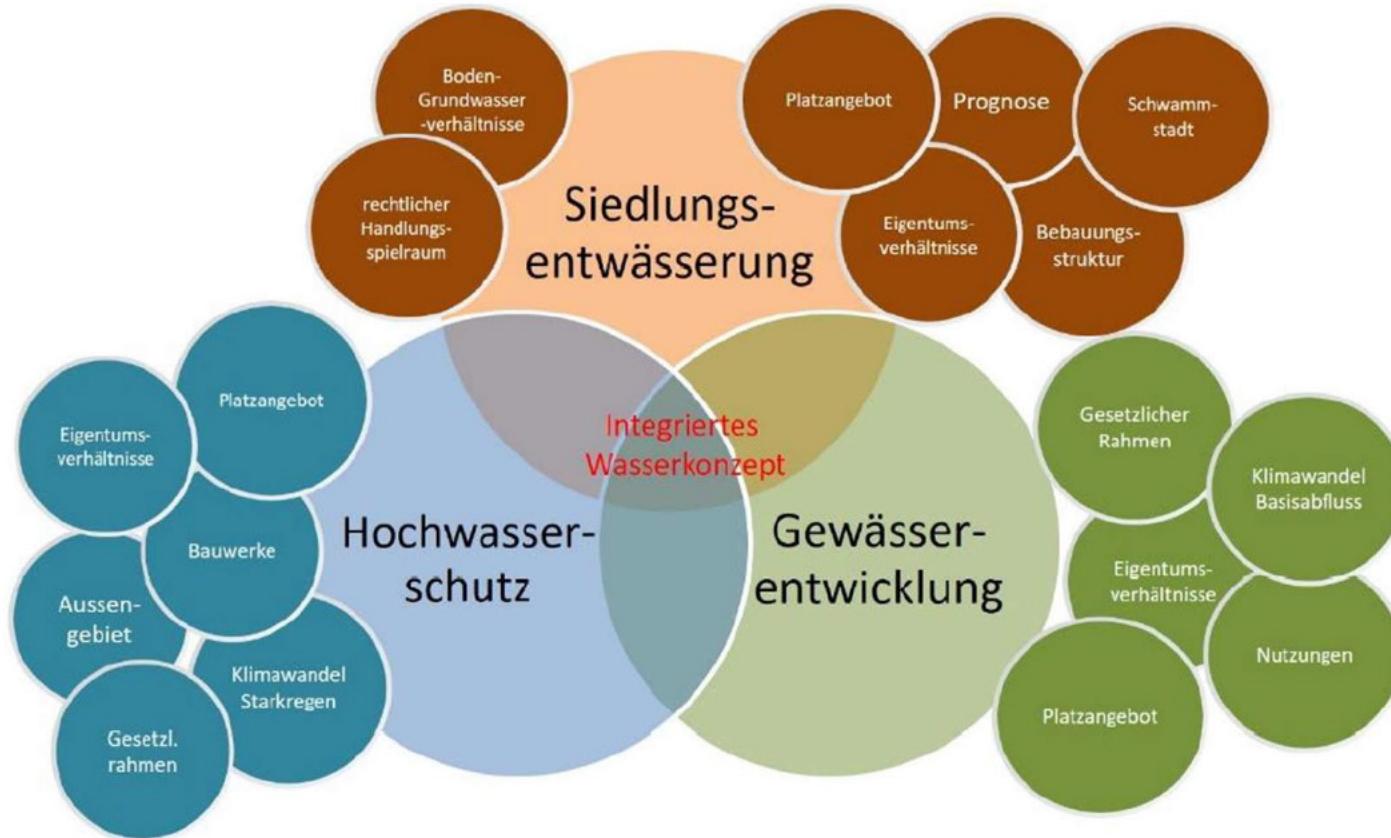 Boden-
Grundwasser
-verhältnisse
rechtlicher
Handlungs-
spielraum
Siedlungs-
entwässerung
Platzangebot
Prognose
Schwamm-
stadt
Eigentums-
verhältnisse
Bebauungs-
struktur
Platzangebot
Eigentums-
verhältnisse
Bauwerke
Aussen-
gebiet
Klimawandel
Starkregen
Gesetzl.
rahmen
Hochwasser-
schutz
Integriertes
Wasserkonzept
Gewässer-
entwicklung
Gesetzlicher
Rahmen
Klimawandel
Basisabfluss
Eigentums-
verhältnisse
Nutzungen
Platzangebot